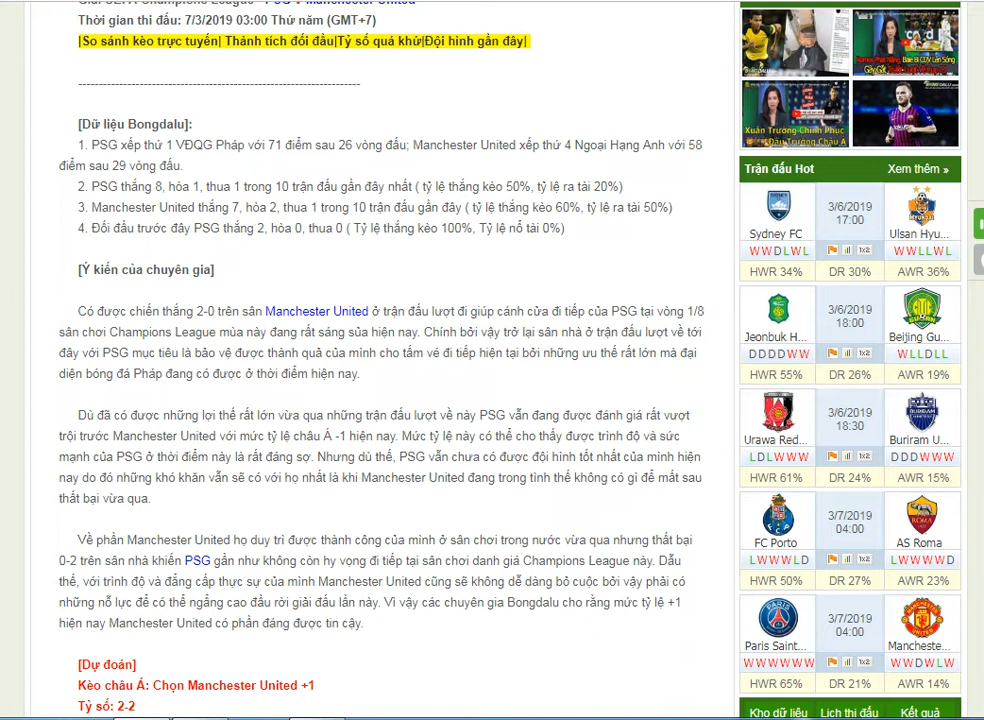 Thời gian thi đấu: 7/3/2019 03:00 Thứ năm (GMT+7)
|So sánh kèo trực tuyến| Thành tích đối đầu|Tỷ số quá khứ|Đội hình gần đây|
--------------------------------------------------------------------
[Dữ liệu Bongdalu]:
1. PSG xếp thứ 1 VĐQG Pháp với 71 điểm sau 26 vòng đấu; Manchester United xếp thứ 4 Ngoại Hạng Anh với 58
điểm sau 29 vòng đấu.
2. PSG thắng 8, hòa 1, thua 1 trong 10 trận đấu gần đây nhất ( tỷ lệ thắng kèo 50%, tỷ lệ ra tài 20%)
3. Manchester United thắng 7, hòa 2, thua 1 trong 10 trận đấu gần đây ( tỷ lệ thắng kèo 60%, tỷ lệ ra tài 50%)
4. Đối đầu trước đây PSG thắng 2, hòa 0, thua 0 ( Tỷ lệ thắng kèo 100%, Tỷ lệ nổ tài 0%)
[Ý kiến của chuyên gia]
Có được chiến thắng 2-0 trên sân Manchester United ở trận đấu lượt đi giúp cánh cửa đi tiếp của PSG tại vòng 1/8
sân chơi Champions League mùa này đang rất sáng sủa hiện nay. Chính bởi vậy trở lại sân nhà ở trận đấu lượt về tới
đây với PSG mục tiêu là bảo vệ được thành quả của mình cho tấm vé đi tiếp hiện tại bởi những ưu thế rất lớn mà đại
diện bóng đá Pháp đang có được ở thời điểm hiện nay.
Dù đã có được những lợi thế rất lớn vừa qua những trận đấu lượt về này PSG vẫn đang được đánh giá rất vượt
trội trước Manchester United với mức tỷ lệ châu Á -1 hiện nay. Mức tỷ lệ này có thể cho thấy được trình độ và sức
mạnh của PSG ở thời điểm này là rất đáng sợ. Nhưng dù thế, PSG vẫn chưa có được đội hình tốt nhất của mình hiện
nay do đó những khó khăn vẫn sẽ có với họ nhất là khi Manchester United đang trong tình thế không có gì để mất sau
thất bại vừa qua.
Về phần Manchester United họ duy trì được thành công của mình ở sân chơi trong nước vừa qua nhưng thất bại
0-2 trên sân nhà khiến PSG gần như không còn hy vọng đi tiếp tại sân chơi danh giá Champions League này. Dẫu
thế, với trình độ và đẳng cấp thực sự của mình Manchester United cũng sẽ không dễ dàng bỏ cuộc bởi vậy phải có
những nỗ lực để có thể ngẩng cao đầu rời giải đấu lần này. Vì vậy các chuyên gia Bongdalu cho rằng mức tỷ lệ +1
hiện nay Manchester United có phần đáng được tin cậy.
[Dự đoán]
Kèo châu Á: Chọn Manchester United +1
Tỷ số: 2-2
Xuân Trường Chinh Phục
Đấu Trường Châu Á
Trận đấu Hot Xem thêm »
3/6/2019
17:00
Sydney FC Ulsan Hyu...
WWDLWL 1x2 WWLLWL
HWR 34% DR 30% AWR 36%
3/6/2019
18:00
Jeonbuk H... Beijing Gu...
DDDDWW 1x2 WLLDLL
HWR 55% DR 26% AWR 19%
3/6/2019
18:30
Urawa Red... Buriram U...
LDLWWW 1x2 DDDWWW
HWR 61% DR 24% AWR 15%
3/7/2019
04:00
FC Porto AS Roma
LWWWLD 1x2 LWWWWD
HWR 50% DR 27% AWR 23%
3/7/2019
04:00
Paris Saint... Mancheste...
WWWWWW 1x2 WWDWLW
HWR 65% DR 21% AWR 14%
Kho dữ liệu Lịch thi đấu Kết quả